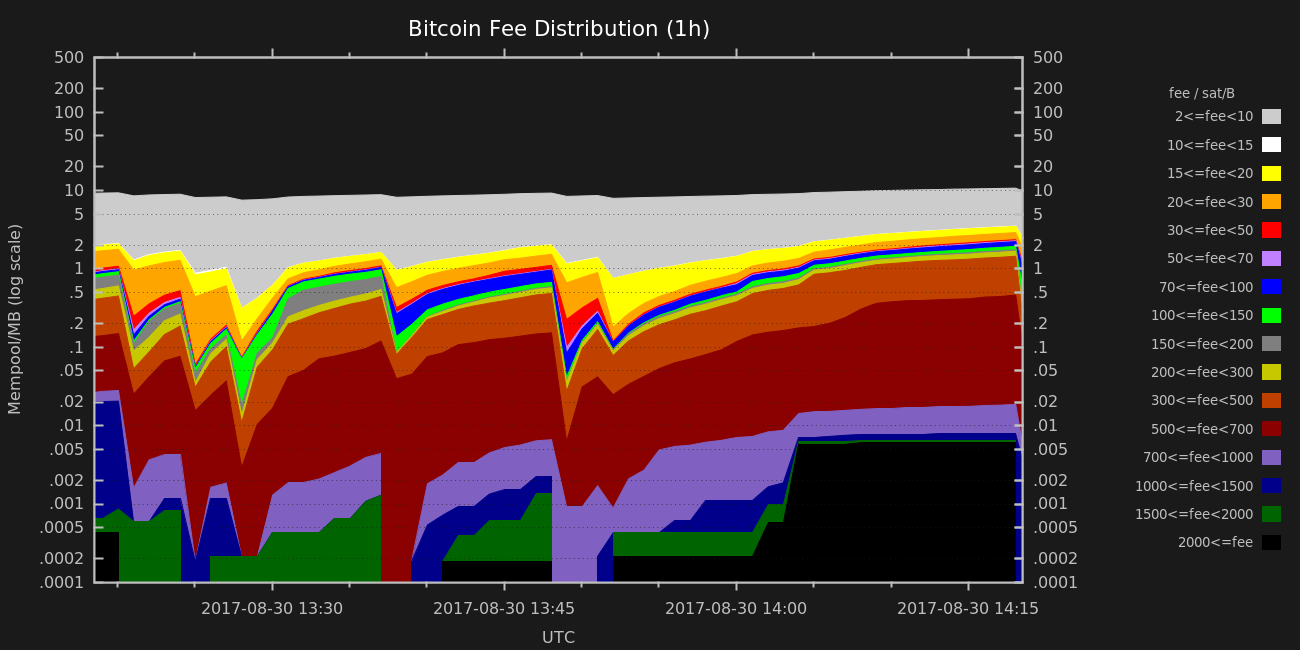 Bitcoin Fee Distribution (1h)
Mempool/MB (log scale)
500
200
100
50
20
10
5
2
1
.5
.2
.1
.05
.02
.01
.005
.002
.001
.0005
.0002
.0001
500
200
100
50
20
10
5
2
1
.5
.2
.1
.05
.02
.01
.005
.002
.001
.0005
.0002
.0001
2017-08-30 13:30
2017-08-30 13:45
2017-08-30 14:00
2017-08-30 14:15
UTC
fee / sat/B
2<=fee<10
10<=fee<15
15<=fee<20
20<=fee<30
30<=fee<50
50<=fee<70
70<=fee<100
100<=fee<150
150<=fee<200
200<=fee<300
300<=fee<500
500<=fee<700
700<=fee<1000
1000<=fee<1500
1500<=fee<2000
2000<=fee